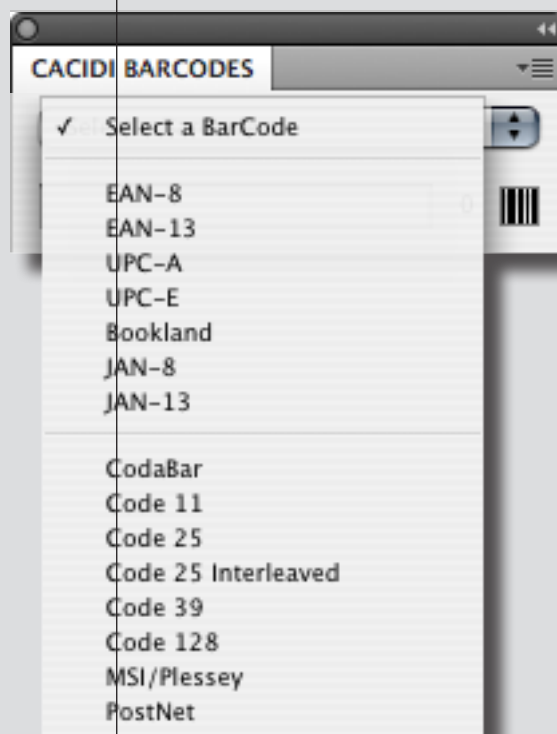 CACIDI BARCODES
✓ Select a BarCode
EAN-8
EAN-13
UPC-A
UPC-E
Bookland
JAN-8
JAN-13
CodaBar
Code 11
Code 25
Code 25 Interleaved
Code 39
Code 128
MSI/Plessey
PostNet